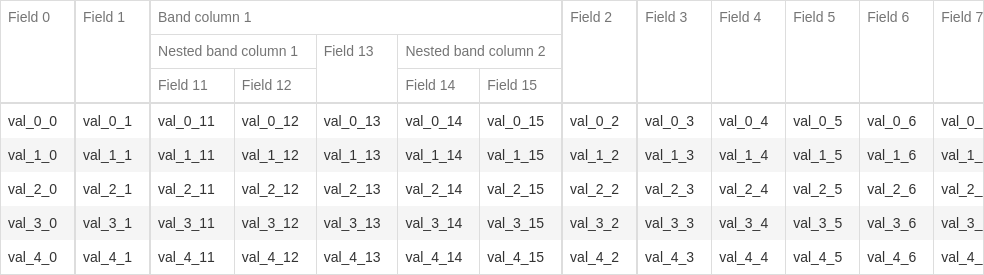 Field 0 Field 1 Band column 1 Field 2 Field 3 Field 4 Field 5 Field 6 Field 7
Nested band column 1 Field 13 Nested band column 2
Field 11 Field 12 Field 14 Field 15
val_0_0 val_0_1 val_0_11 val_0_12 val_0_13 val_0_14 val_0_15 val_0_2 val_0_3 val_0_4 val_0_5 val_0_6 val_0_
val_1_0 val_1_1 val_1_11 val_1_12 val_1_13 val_1_14 val_1_15 val_1_2 val_1_3 val_1_4 val_1_5 val_1_6 val_1_
val_2_0 val_2_1 val_2_11 val_2_12 val_2_13 val_2_14 val_2_15 val_2_2 val_2_3 val_2_4 val_2_5 val_2_6 val_2_
val_3_0 val_3_1 val_3_11 val_3_12 val_3_13 val_3_14 val_3_15 val_3_2 val_3_3 val_3_4 val_3_5 val_3_6 val_3_
val_4_0 val_4_1 val_4_11 val_4_12 val_4_13 val_4_14 val_4_15 val_4_2 val_4_3 val_4_4 val_4_5 val_4_6 val_4_